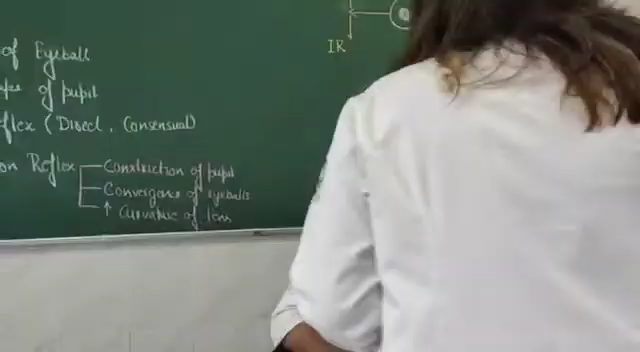 IR
of Eyeball
of pupil
flex (Direct, Consensual)
on Reflex
Constriction of pupil
Convergence of eyeballs
↑ Curvature of lens